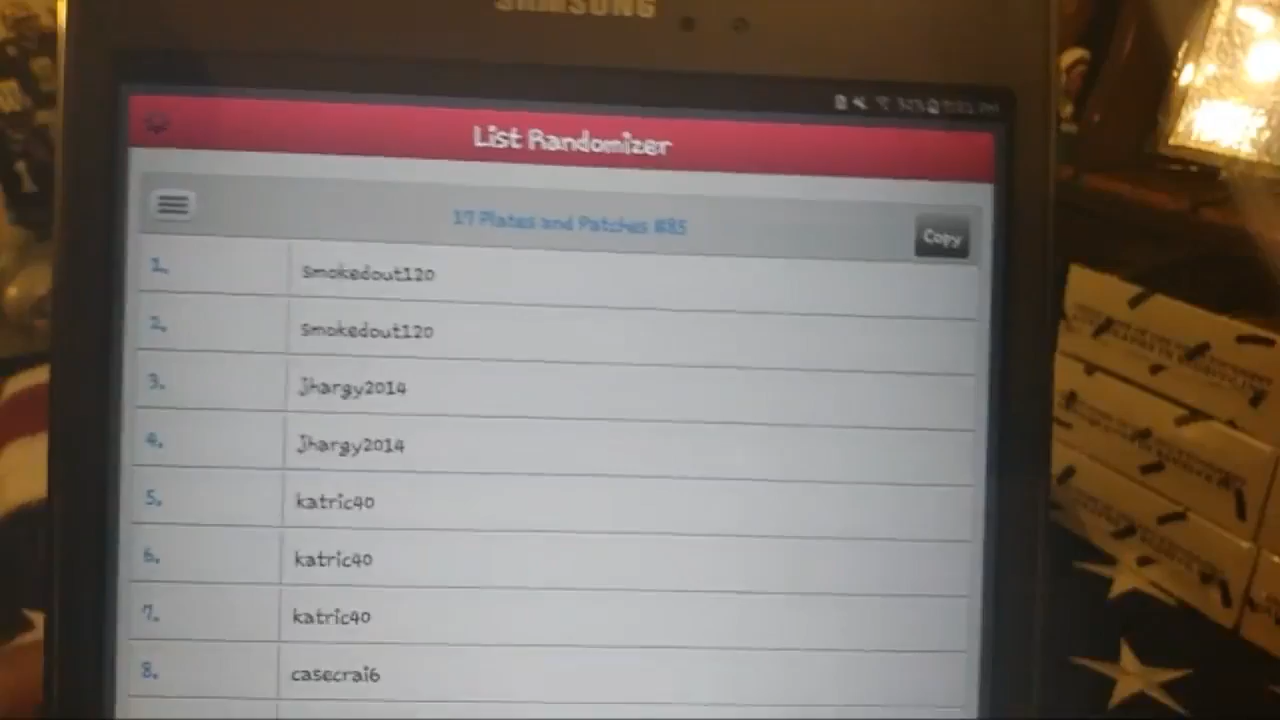 SAMSUNG
List Randomizer
17 Plates and Patches #85
Copy
1. smokedout120
2. smokedout120
3. Jhargy2014
4. Jhargy2014
5. katric40
6. katric40
7. katric40
8. casecrai6